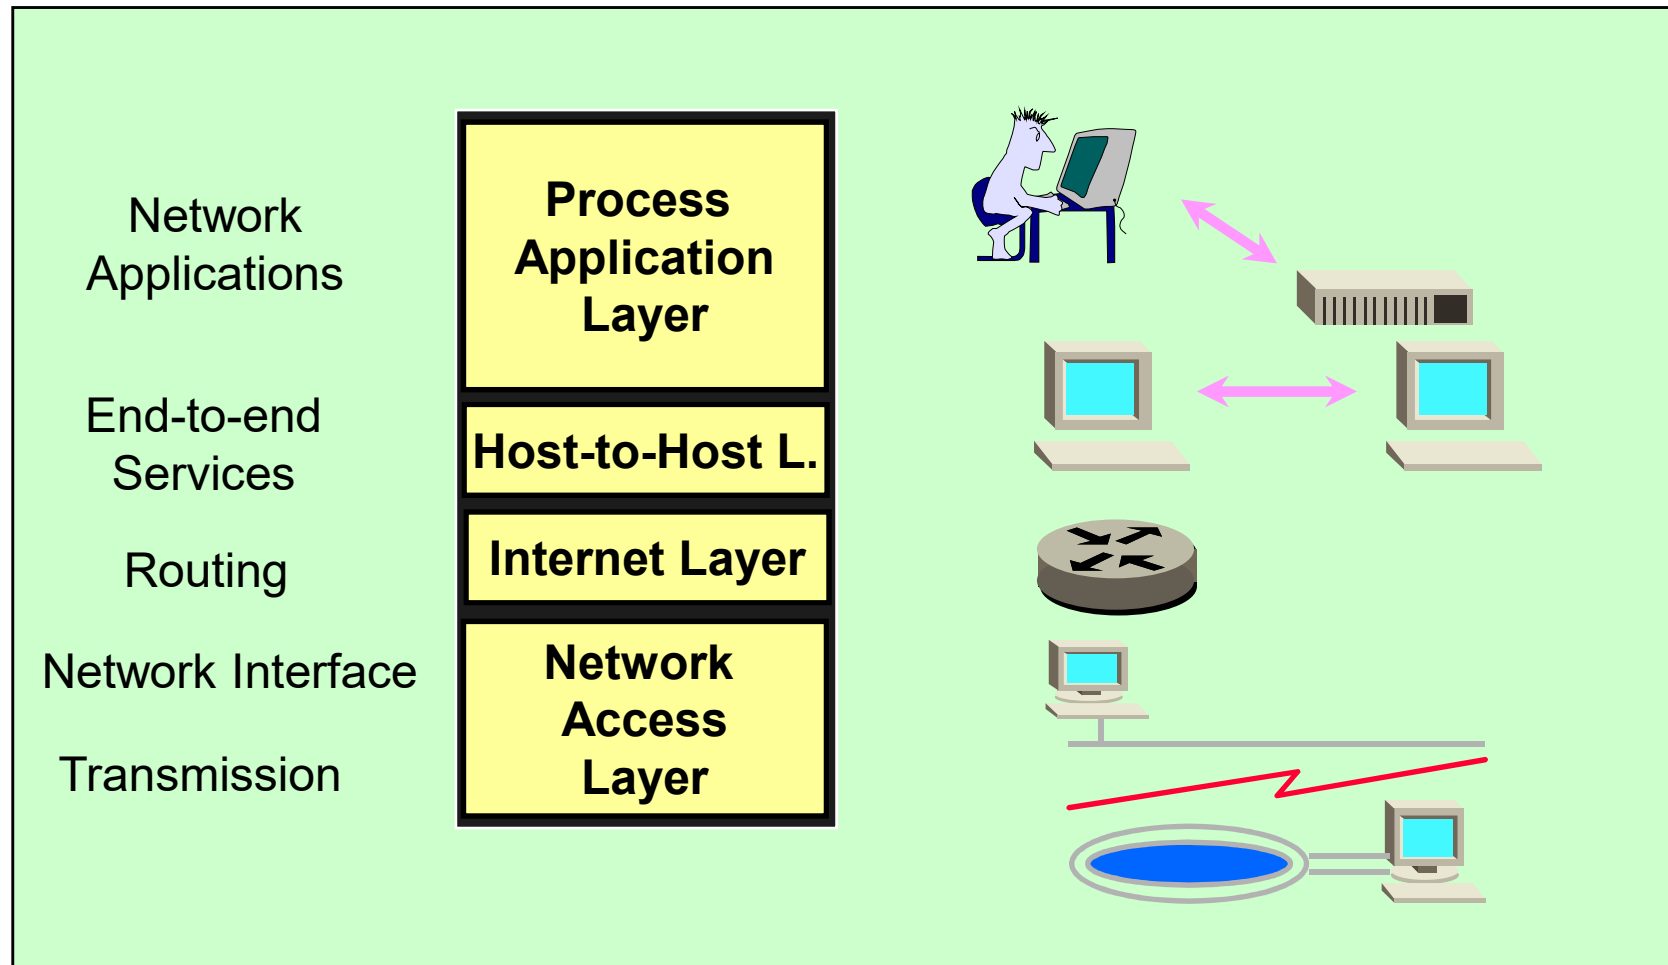 Network
Applications
Process
Application
Layer
End-to-end
Services
Host-to-Host L.
Routing
Internet Layer
Network Interface
Transmission
Network
Access
Layer